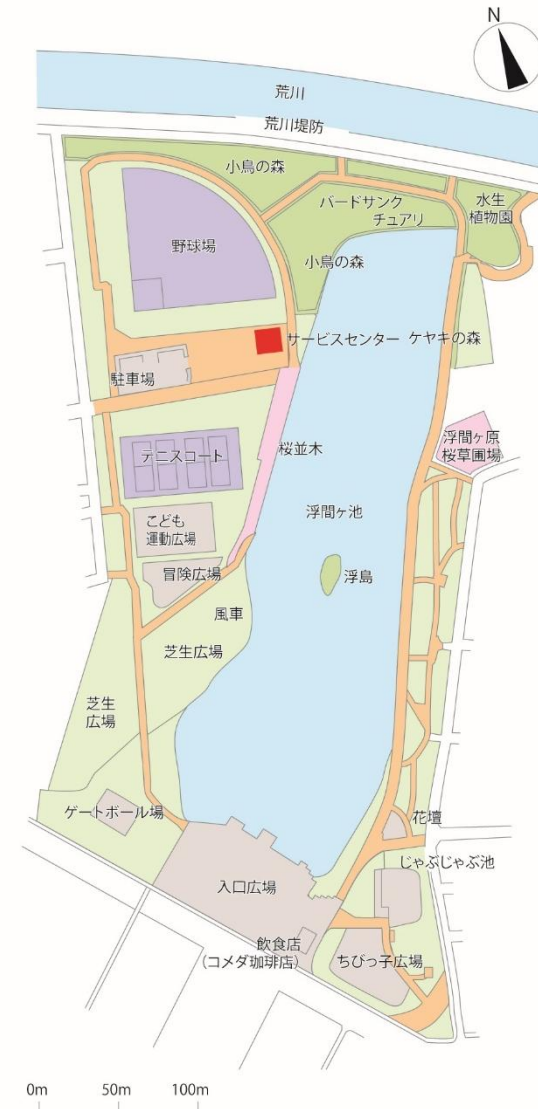 N
荒川
荒川堤防
小鳥の森
バードサンク
チュアリ
水生
植物園
野球場
小鳥の森
サービスセンター
ケヤキの森
駐車場
浮間ヶ原
桜草圃場
テニスコート
桜並木
こども
運動広場
浮間ヶ池
冒険広場
浮島
風車
芝生広場
芝生
広場
ゲートボール場
花壇
じゃぶじゃぶ池
入口広場
飲食店
(コメダ珈琲店)
ちびっ子広場
0m 50m 100m